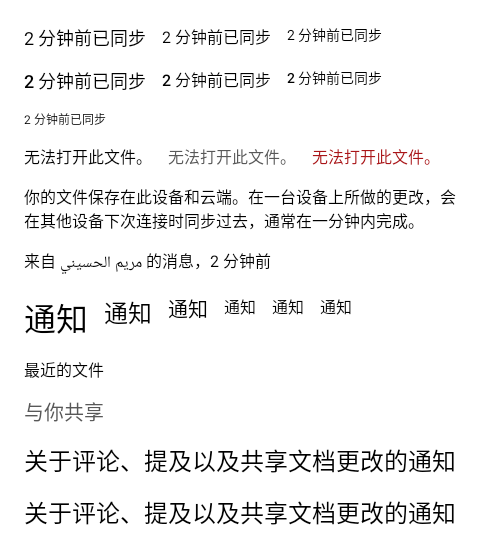 2 分钟前已同步 2 分钟前已同步 2 分钟前已同步
2 分钟前已同步 2 分钟前已同步 2 分钟前已同步
2 分钟前已同步
无法打开此文件。 无法打开此文件。 无法打开此文件。
你的文件保存在此设备和云端。在一台设备上所做的更改，会
在其他设备下次连接时同步过去，通常在一分钟内完成。
来自 مريم الحسيني 的消息，2 分钟前
通知 通知 通知 通知 通知 通知
最近的文件
与你共享
关于评论、提及以及共享文档更改的通知
关于评论、提及以及共享文档更改的通知